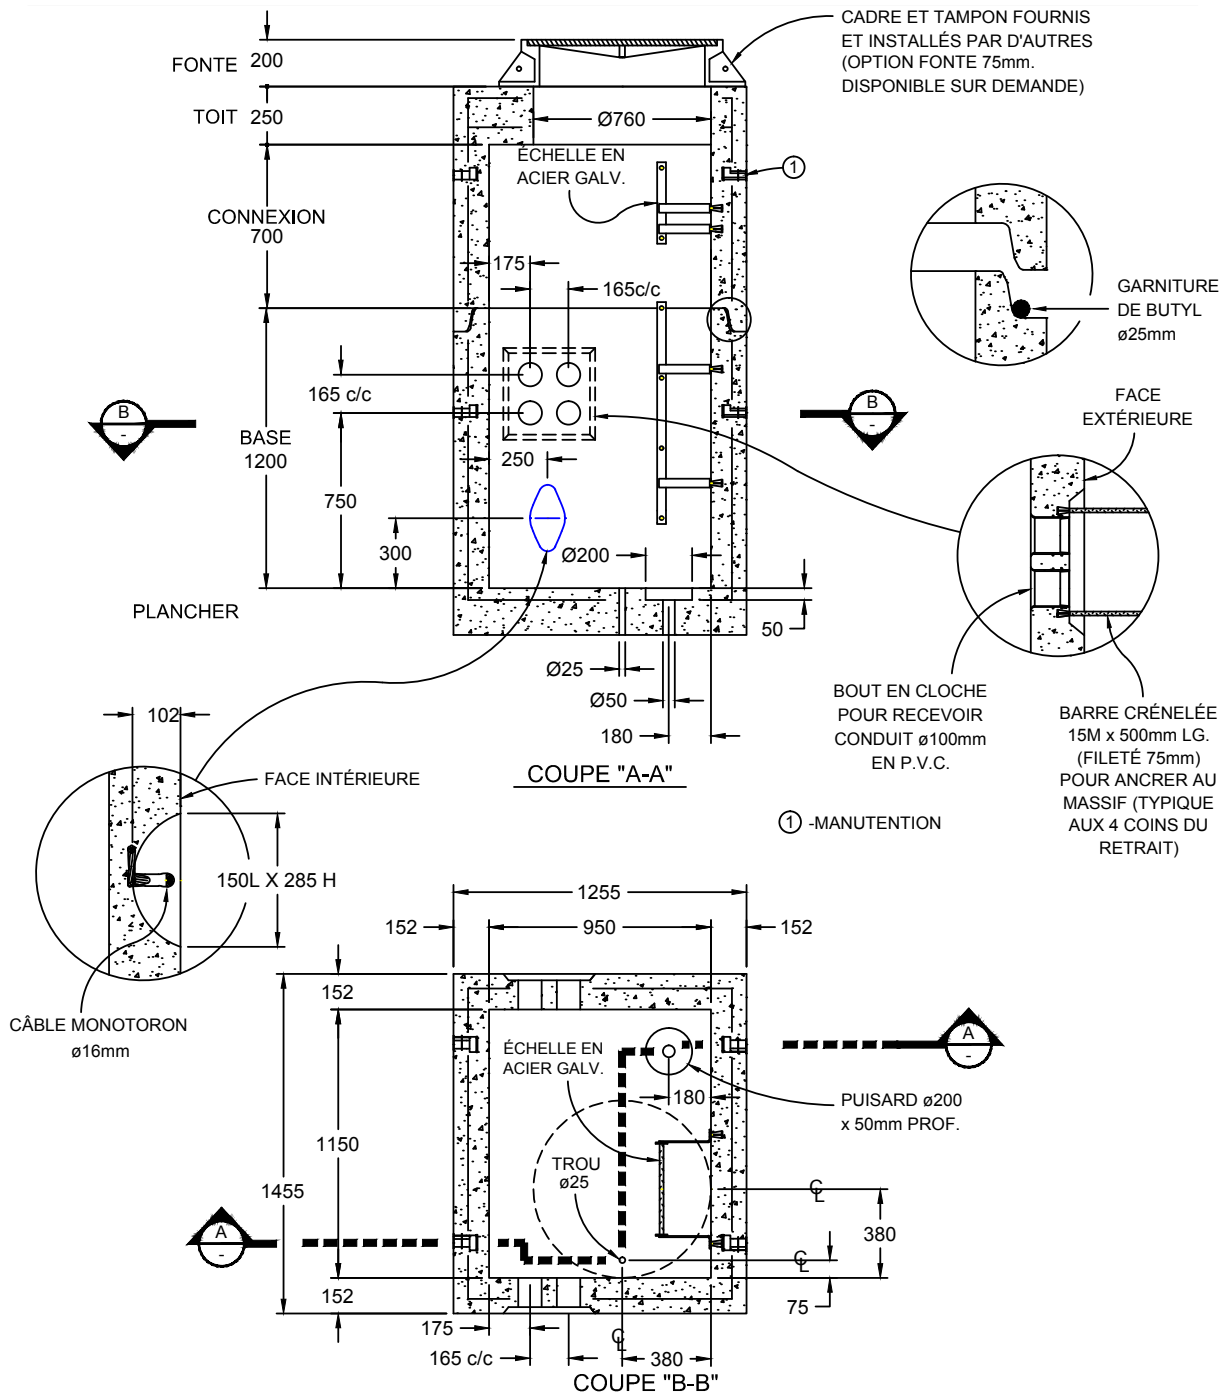 CADRE ET TAMPON FOURNIS
ET INSTALLÉS PAR D'AUTRES
(OPTION FONTE 75mm.
DISPONIBLE SUR DEMANDE)
FONTE 200
TOIT 250
Ø760
ÉCHELLE EN
ACIER GALV.
1
CONNEXION
700
175
165c/c
GARNITURE
DE BUTYL
ø25mm
165 c/c
B
-
B
-
FACE
EXTÉRIEURE
BASE
1200
250
750
300
Ø200
PLANCHER
50
Ø25
Ø50
180
COUPE "A-A"
BOUT EN CLOCHE
POUR RECEVOIR
CONDUIT ø100mm
EN P.V.C.
BARRE CRÉNELÉE
15M x 500mm LG.
(FILETÉ 75mm)
POUR ANCRER AU
MASSIF (TYPIQUE
AUX 4 COINS DU
RETRAIT)
102
FACE INTÉRIEURE
1 -MANUTENTION
150L X 285 H
CÂBLE MONOTORON
ø16mm
1255
152
950
152
152
ÉCHELLE EN
ACIER GALV.
A
-
180
PUISARD ø200
x 50mm PROF.
1150
TROU
ø25
1455
CL
380
A
-
CL
152
75
175
CL
165 c/c
380
COUPE "B-B"